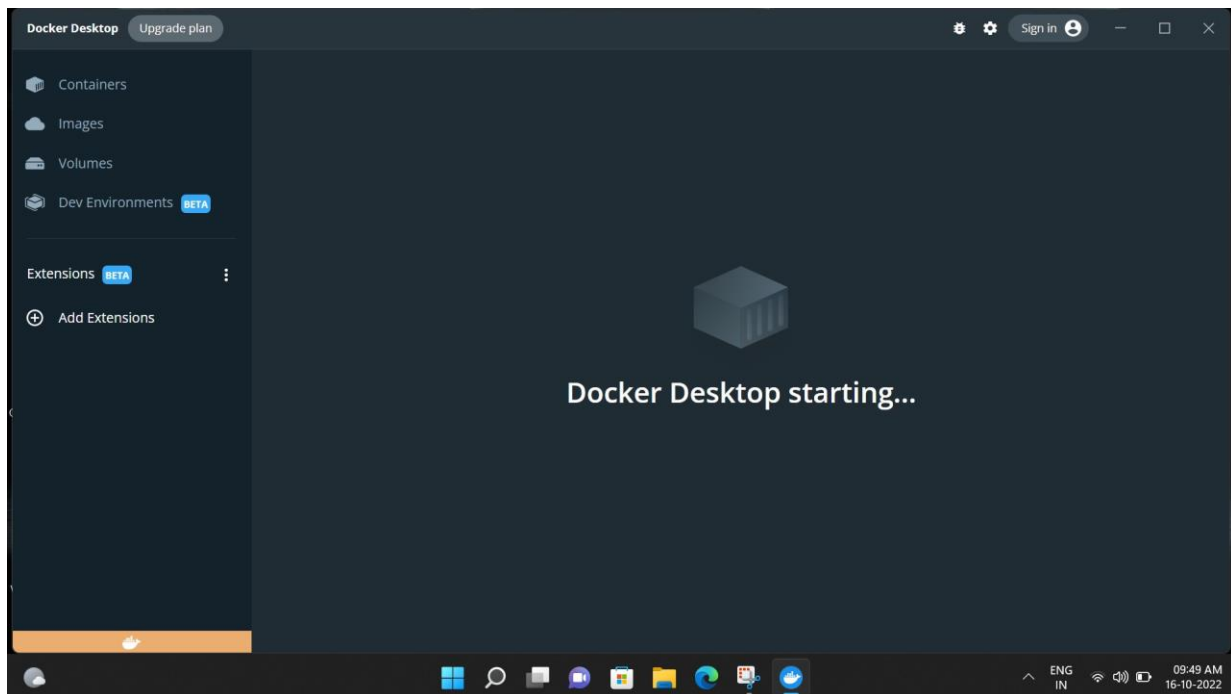 Docker Desktop Upgrade plan Sign in
Containers
Images
Volumes
Dev Environments BETA
Extensions BETA
Add Extensions
Docker Desktop starting...
ENG
IN
09:49 AM
16-10-2022